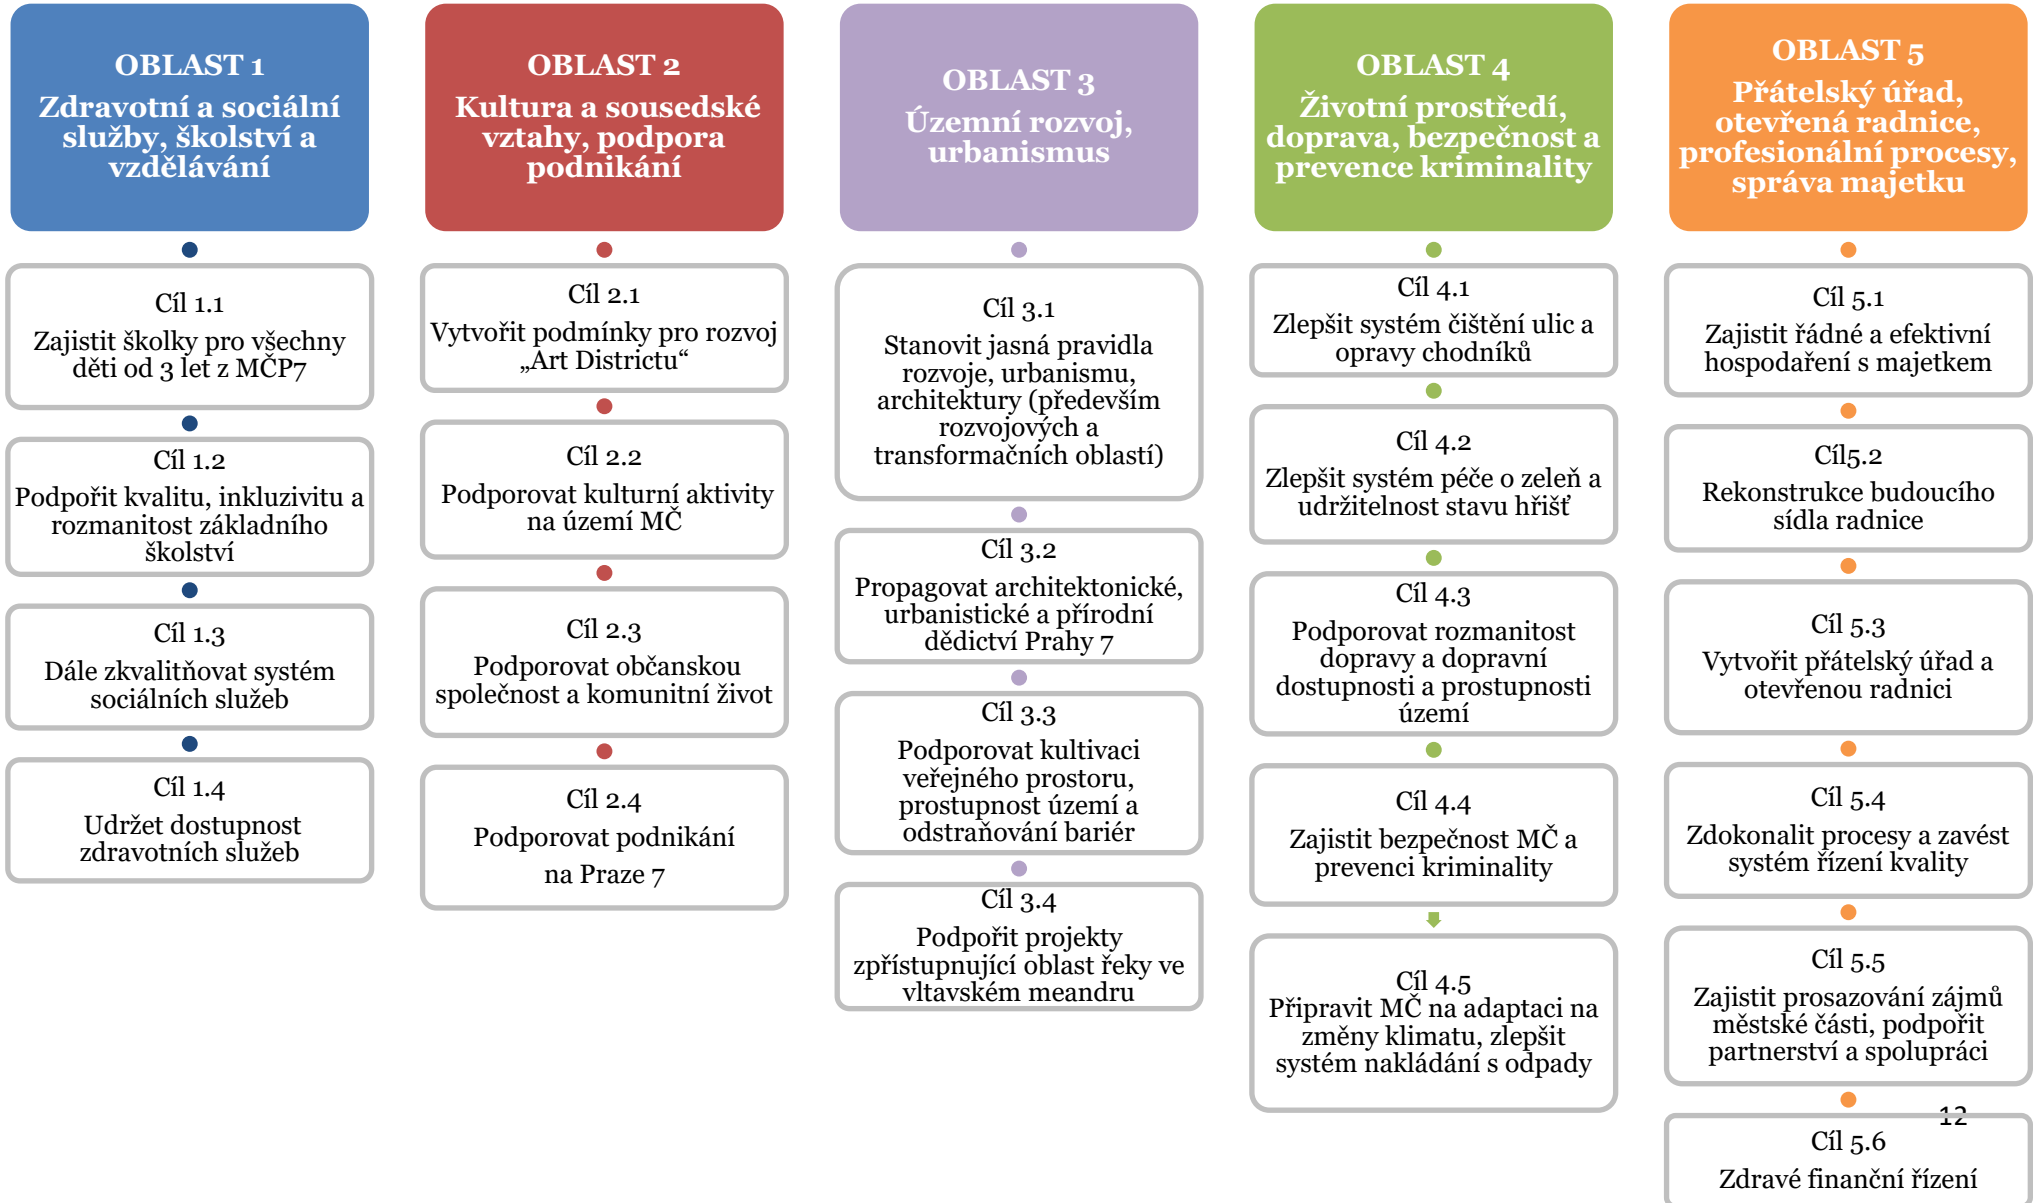 OBLAST 1
Zdravotní a sociální
služby, školství a
vzdělávání
Cíl 1.1
Zajistit školky pro všechny
děti od 3 let z MČP7
Cíl 1.2
Podpořit kvalitu, inkluzivitu a
rozmanitost základního
školství
Cíl 1.3
Dále zkvalitňovat systém
sociálních služeb
Cíl 1.4
Udržet dostupnost
zdravotních služeb
OBLAST 2
Kultura a sousedské
vztahy, podpora
podnikání
Cíl 2.1
Vytvořit podmínky pro rozvoj
„Art Districtu“
Cíl 2.2
Podporovat kulturní aktivity
na území MČ
Cíl 2.3
Podporovat občanskou
společnost a komunitní život
Cíl 2.4
Podporovat podnikání
na Praze 7
OBLAST 3
Územní rozvoj,
urbanismus
Cíl 3.1
Stanovit jasná pravidla
rozvoje, urbanismu,
architektury (především
rozvojových a
transformačních oblastí)
Cíl 3.2
Propagovat architektonické,
urbanistické a přírodní
dědictví Prahy 7
Cíl 3.3
Podporovat kultivaci
veřejného prostoru,
prostupnost území a
odstraňování bariér
Cíl 3.4
Podpořit projekty
zpřístupnující oblast řeky ve
vltavském meandru
OBLAST 4
Životní prostředí,
doprava, bezpečnost a
prevence kriminality
Cíl 4.1
Zlepšit systém čištění ulic a
opravy chodníků
Cíl 4.2
Zlepšit systém péče o zeleň a
udržitelnost stavu hřišť
Cíl 4.3
Podporovat rozmanitost
dopravy a dopravní
dostupnosti a prostupnosti
území
Cíl 4.4
Zajistit bezpečnost MČ a
prevenci kriminality
Cíl 4.5
Připravit MČ na adaptaci na
změny klimatu, zlepšit
systém nakládání s odpady
OBLAST 5
Přátelský úřad,
otevřená radnice,
profesionální procesy,
správa majetku
Cíl 5.1
Zajistit řádné a efektivní
hospodaření s majetkem
Cíl5.2
Rekonstrukce budoucího
sídla radnice
Cíl 5.3
Vytvořit přátelský úřad a
otevřenou radnici
Cíl 5.4
Zdokonalit procesy a zavést
systém řízení kvality
Cíl 5.5
Zajistit prosazování zájmů
městské části, podpořit
partnerství a spolupráci
12
Cíl 5.6
Zdravé finanční řízení